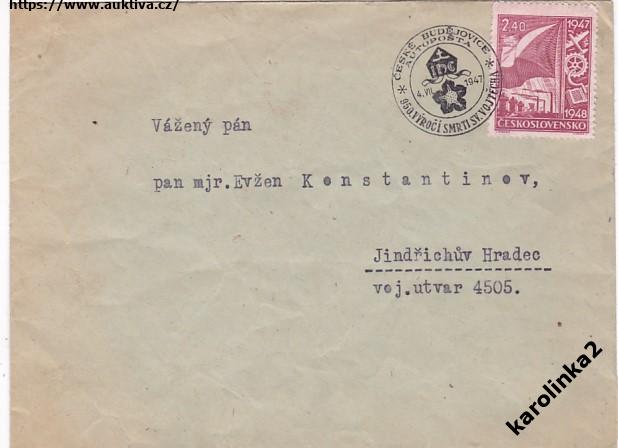 https://www.auktiva.cz/
ČESKÉ BUDĚJOVICE
AUTOPOŠTA
4.VII. 1947
950.VÝROČÍ SMRTI SV.VOJTĚCHA
2,40 1947
1948
ČESKOSLOVENSKO
Vážený pán
pan mjr.Evžen Konstantinov,
Jindřichův Hradec
voj.utvar 4505.
karolinka2